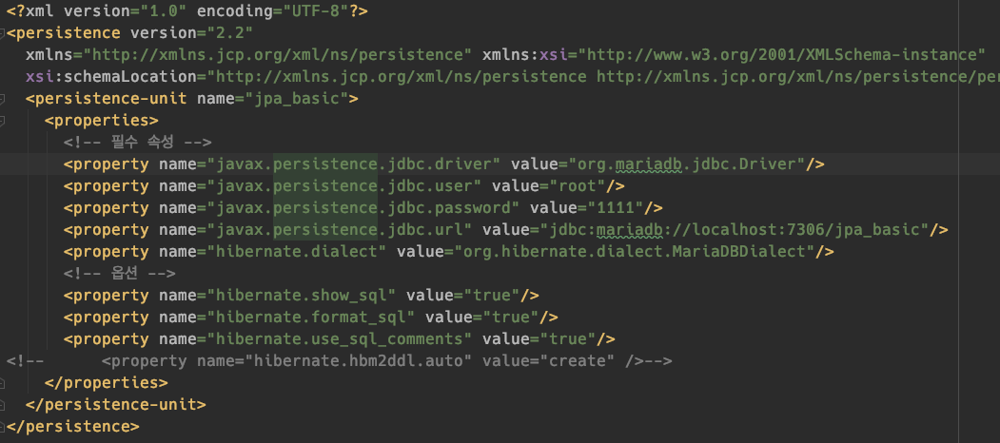 <?xml version="1.0" encoding="UTF-8"?>
<persistence version="2.2"
xmlns="http://xmlns.jcp.org/xml/ns/persistence" xmlns:xsi="http://www.w3.org/2001/XMLSchema-instance"
xsi:schemaLocation="http://xmlns.jcp.org/xml/ns/persistence http://xmlns.jcp.org/xml/ns/persistence/per
<persistence-unit name="jpa_basic">
<properties>
<!-- 필수 속성 -->
<property name="javax.persistence.jdbc.driver" value="org.mariadb.jdbc.Driver"/>
<property name="javax.persistence.jdbc.user" value="root"/>
<property name="javax.persistence.jdbc.password" value="1111"/>
<property name="javax.persistence.jdbc.url" value="jdbc:mariadb://localhost:7306/jpa_basic"/>
<property name="hibernate.dialect" value="org.hibernate.dialect.MariaDBDialect"/>
<!-- 옵션 -->
<property name="hibernate.show_sql" value="true"/>
<property name="hibernate.format_sql" value="true"/>
<property name="hibernate.use_sql_comments" value="true"/>
<!-- <property name="hibernate.hbm2ddl.auto" value="create" />-->
</properties>
</persistence-unit>
</persistence>